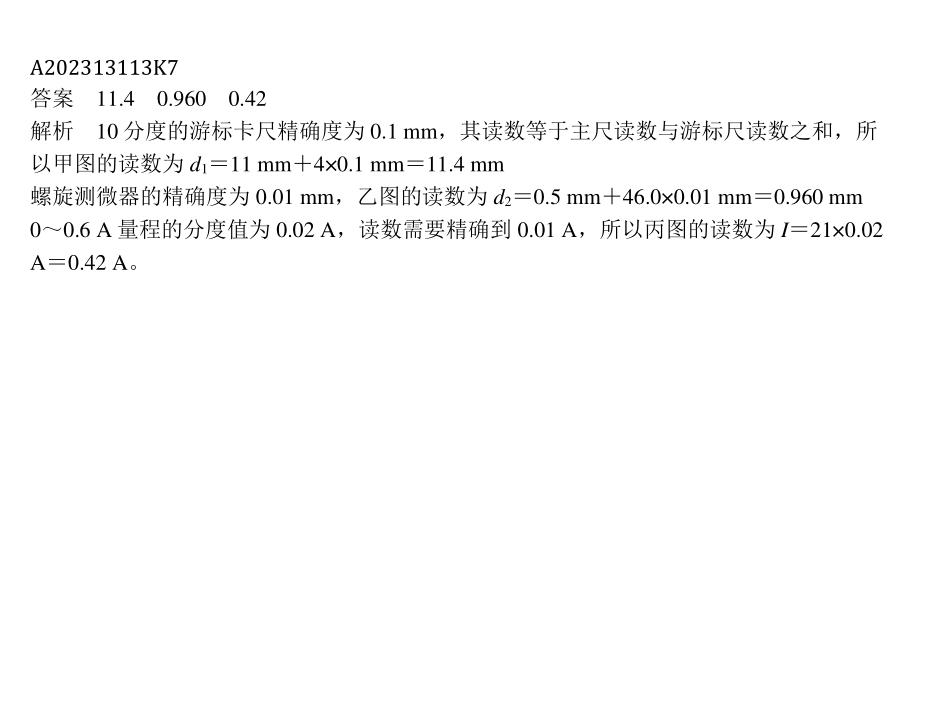 A202313113K7
答案　11.4　0.960　0.42
解析　10 分度的游标卡尺精确度为 0.1 mm，其读数等于主尺读数与游标尺读数之和，所
以甲图的读数为 d₁＝11 mm＋4×0.1 mm＝11.4 mm
螺旋测微器的精确度为 0.01 mm，乙图的读数为 d₂＝0.5 mm＋46.0×0.01 mm＝0.960 mm
0～0.6 A 量程的分度值为 0.02 A，读数需要精确到 0.01 A，所以丙图的读数为 I＝21×0.02
A＝0.42 A。